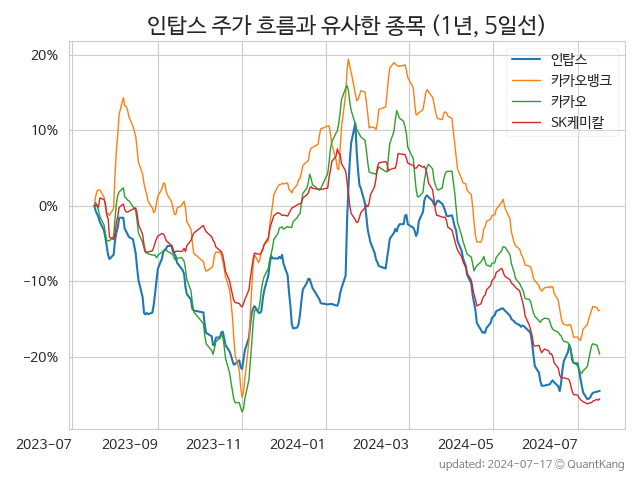 인탑스 주가 흐름과 유사한 종목 (1년, 5일선)
인탑스
카카오뱅크
카카오
SK케미칼
20%
10%
0%
−10%
−20%
2023-07 2023-09 2023-11 2024-01 2024-03 2024-05 2024-07
updated: 2024-07-17 © QuantKang